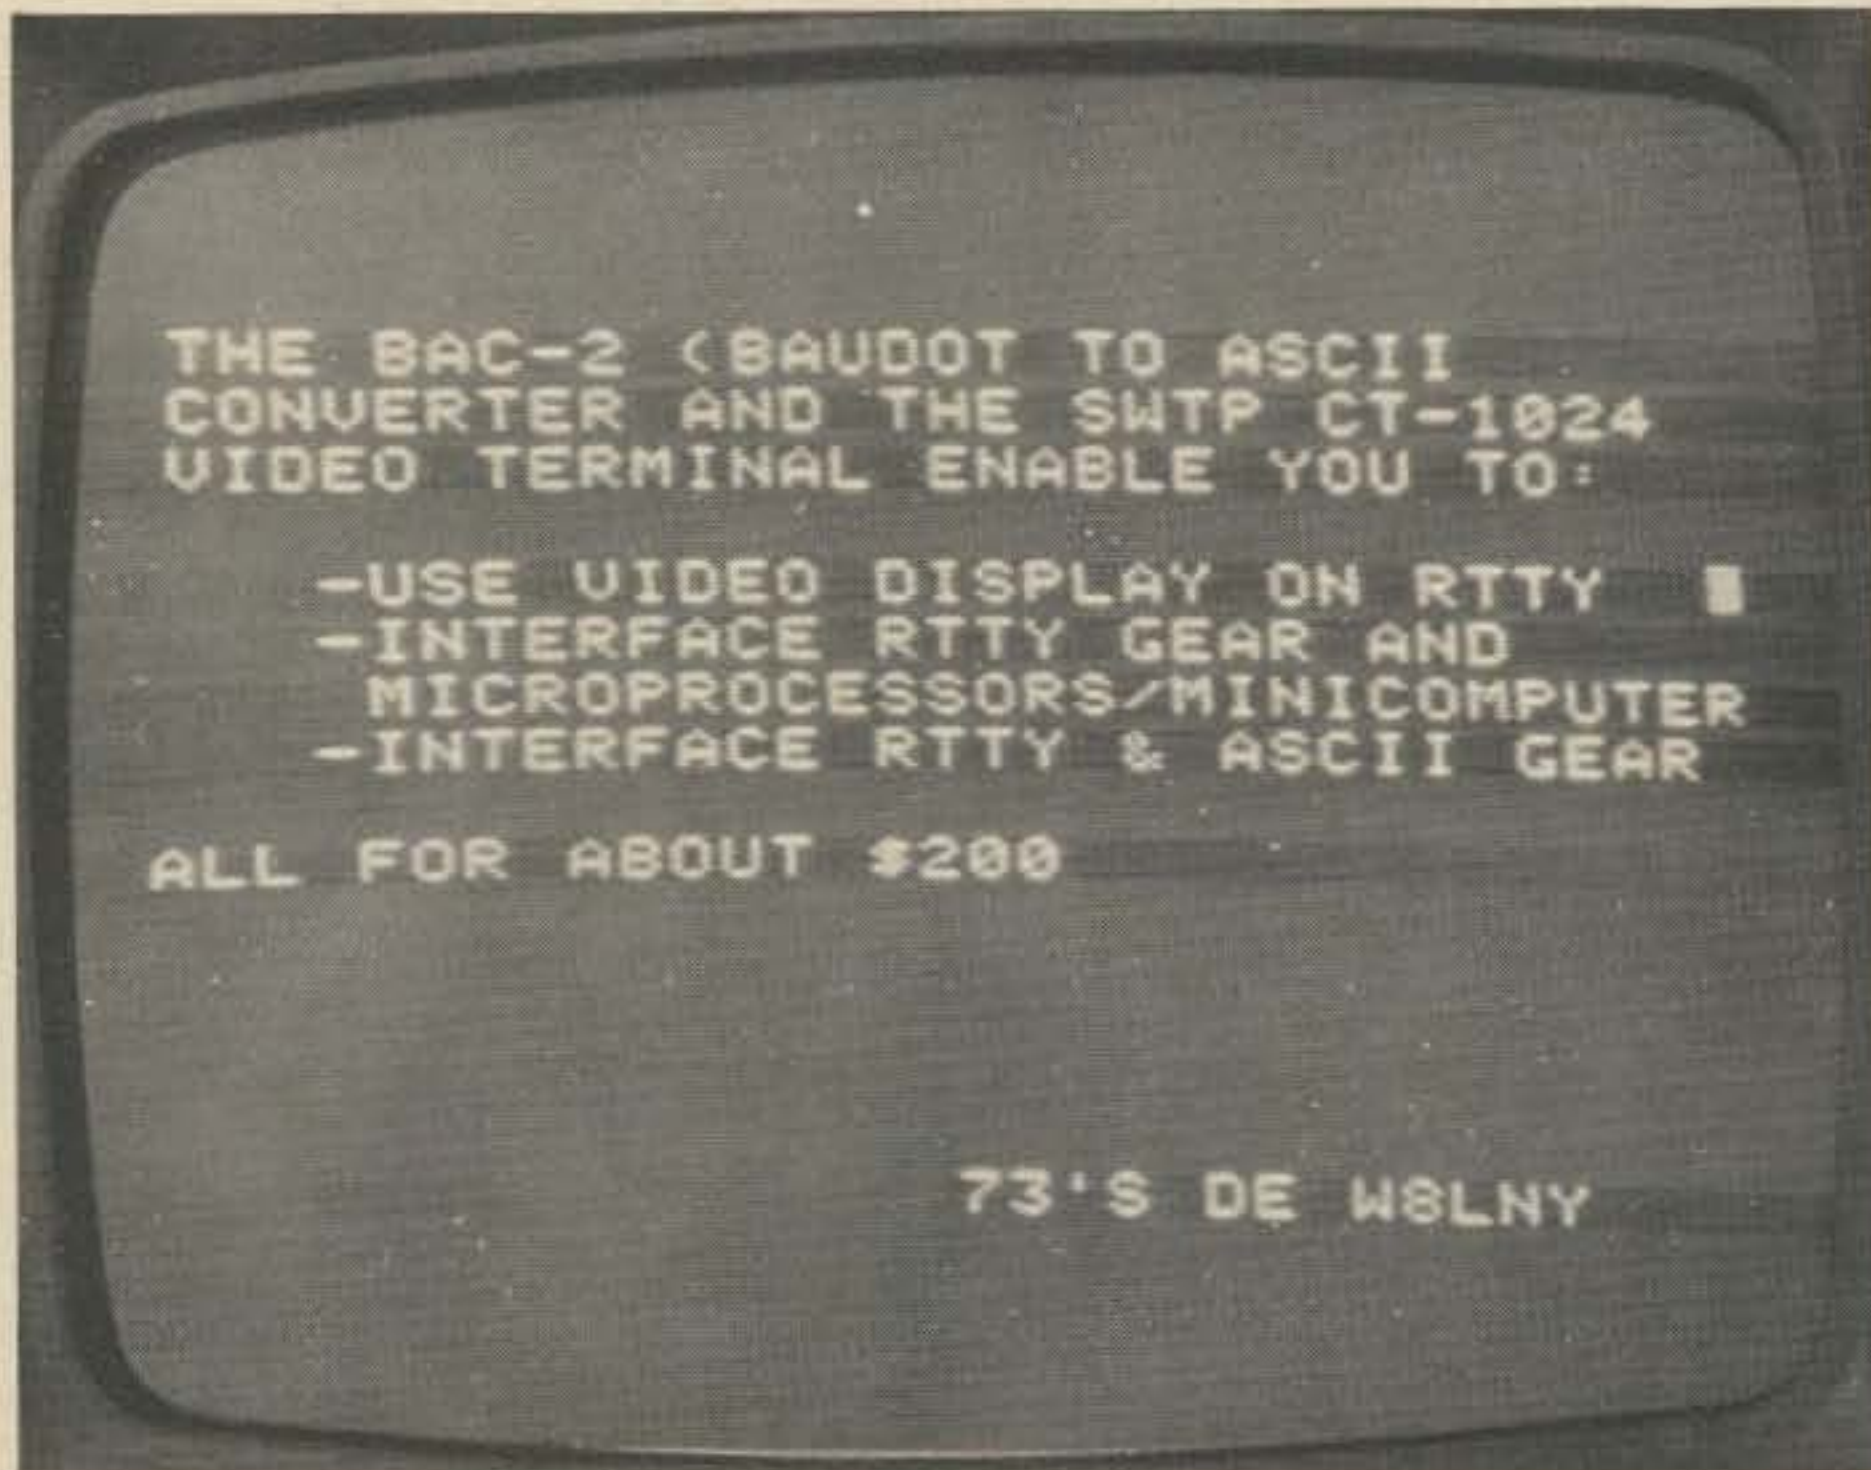 THE BAC-2 (BAUDOT TO ASCII
CONVERTER AND THE SWTP CT-1024
VIDEO TERMINAL ENABLE YOU TO:
-USE VIDEO DISPLAY ON RTTY
-INTERFACE RTTY GEAR AND
MICROPROCESSORS/MINICOMPUTER
-INTERFACE RTTY & ASCII GEAR
ALL FOR ABOUT $200
73'S DE W8LNY